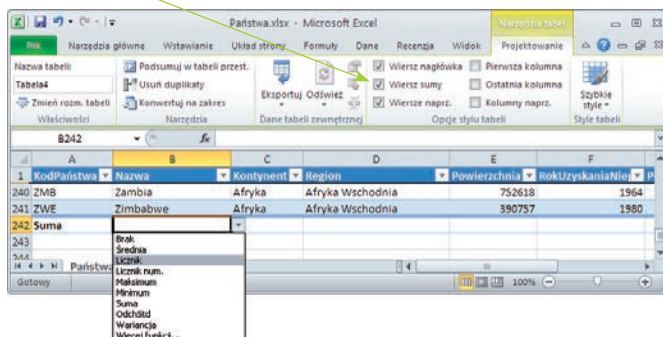 Państwa.xlsx - Microsoft Excel
Narzędzia tabel
Plik Narzędzia główne Wstawianie Układ strony Formuły Dane Recenzja Widok Projektowanie
Nazwa tabeli: Podsumuj w tabeli przest. Wiersz nagłówka Pierwsza kolumna
Tabela4 Usuń duplikaty Eksportuj Odśwież Wiersz sumy Ostatnia kolumna Szybkie style
Zmień rozm. tabeli Konwertuj na zakres Wiersze naprz. Kolumny naprz.
Właściwości Narzędzia Dane tabeli zewnętrznej Opcje stylu tabeli Style tabeli
B242 fx
A B C D E F
1 KodPaństwa Nazwa Kontynent Region Powierzchnia RokUzyskaniaNiep P
240 ZMB Zambia Afryka Afryka Wschodnia 752618 1964
241 ZWE Zimbabwe Afryka Afryka Wschodnia 390757 1980
242 Suma
243
244
Brak
Średnia
Licznik
Licznik num.
Maksimum
Minimum
Suma
OdchStd
Wariancja
Więcej funkcji...
Państwa
Gotowy 100%